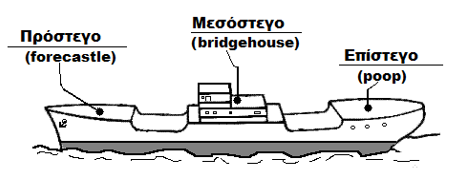 Πρόστεγο
(forecastle)
Μεσόστεγο
(bridgehouse)
Επίστεγο
(poop)